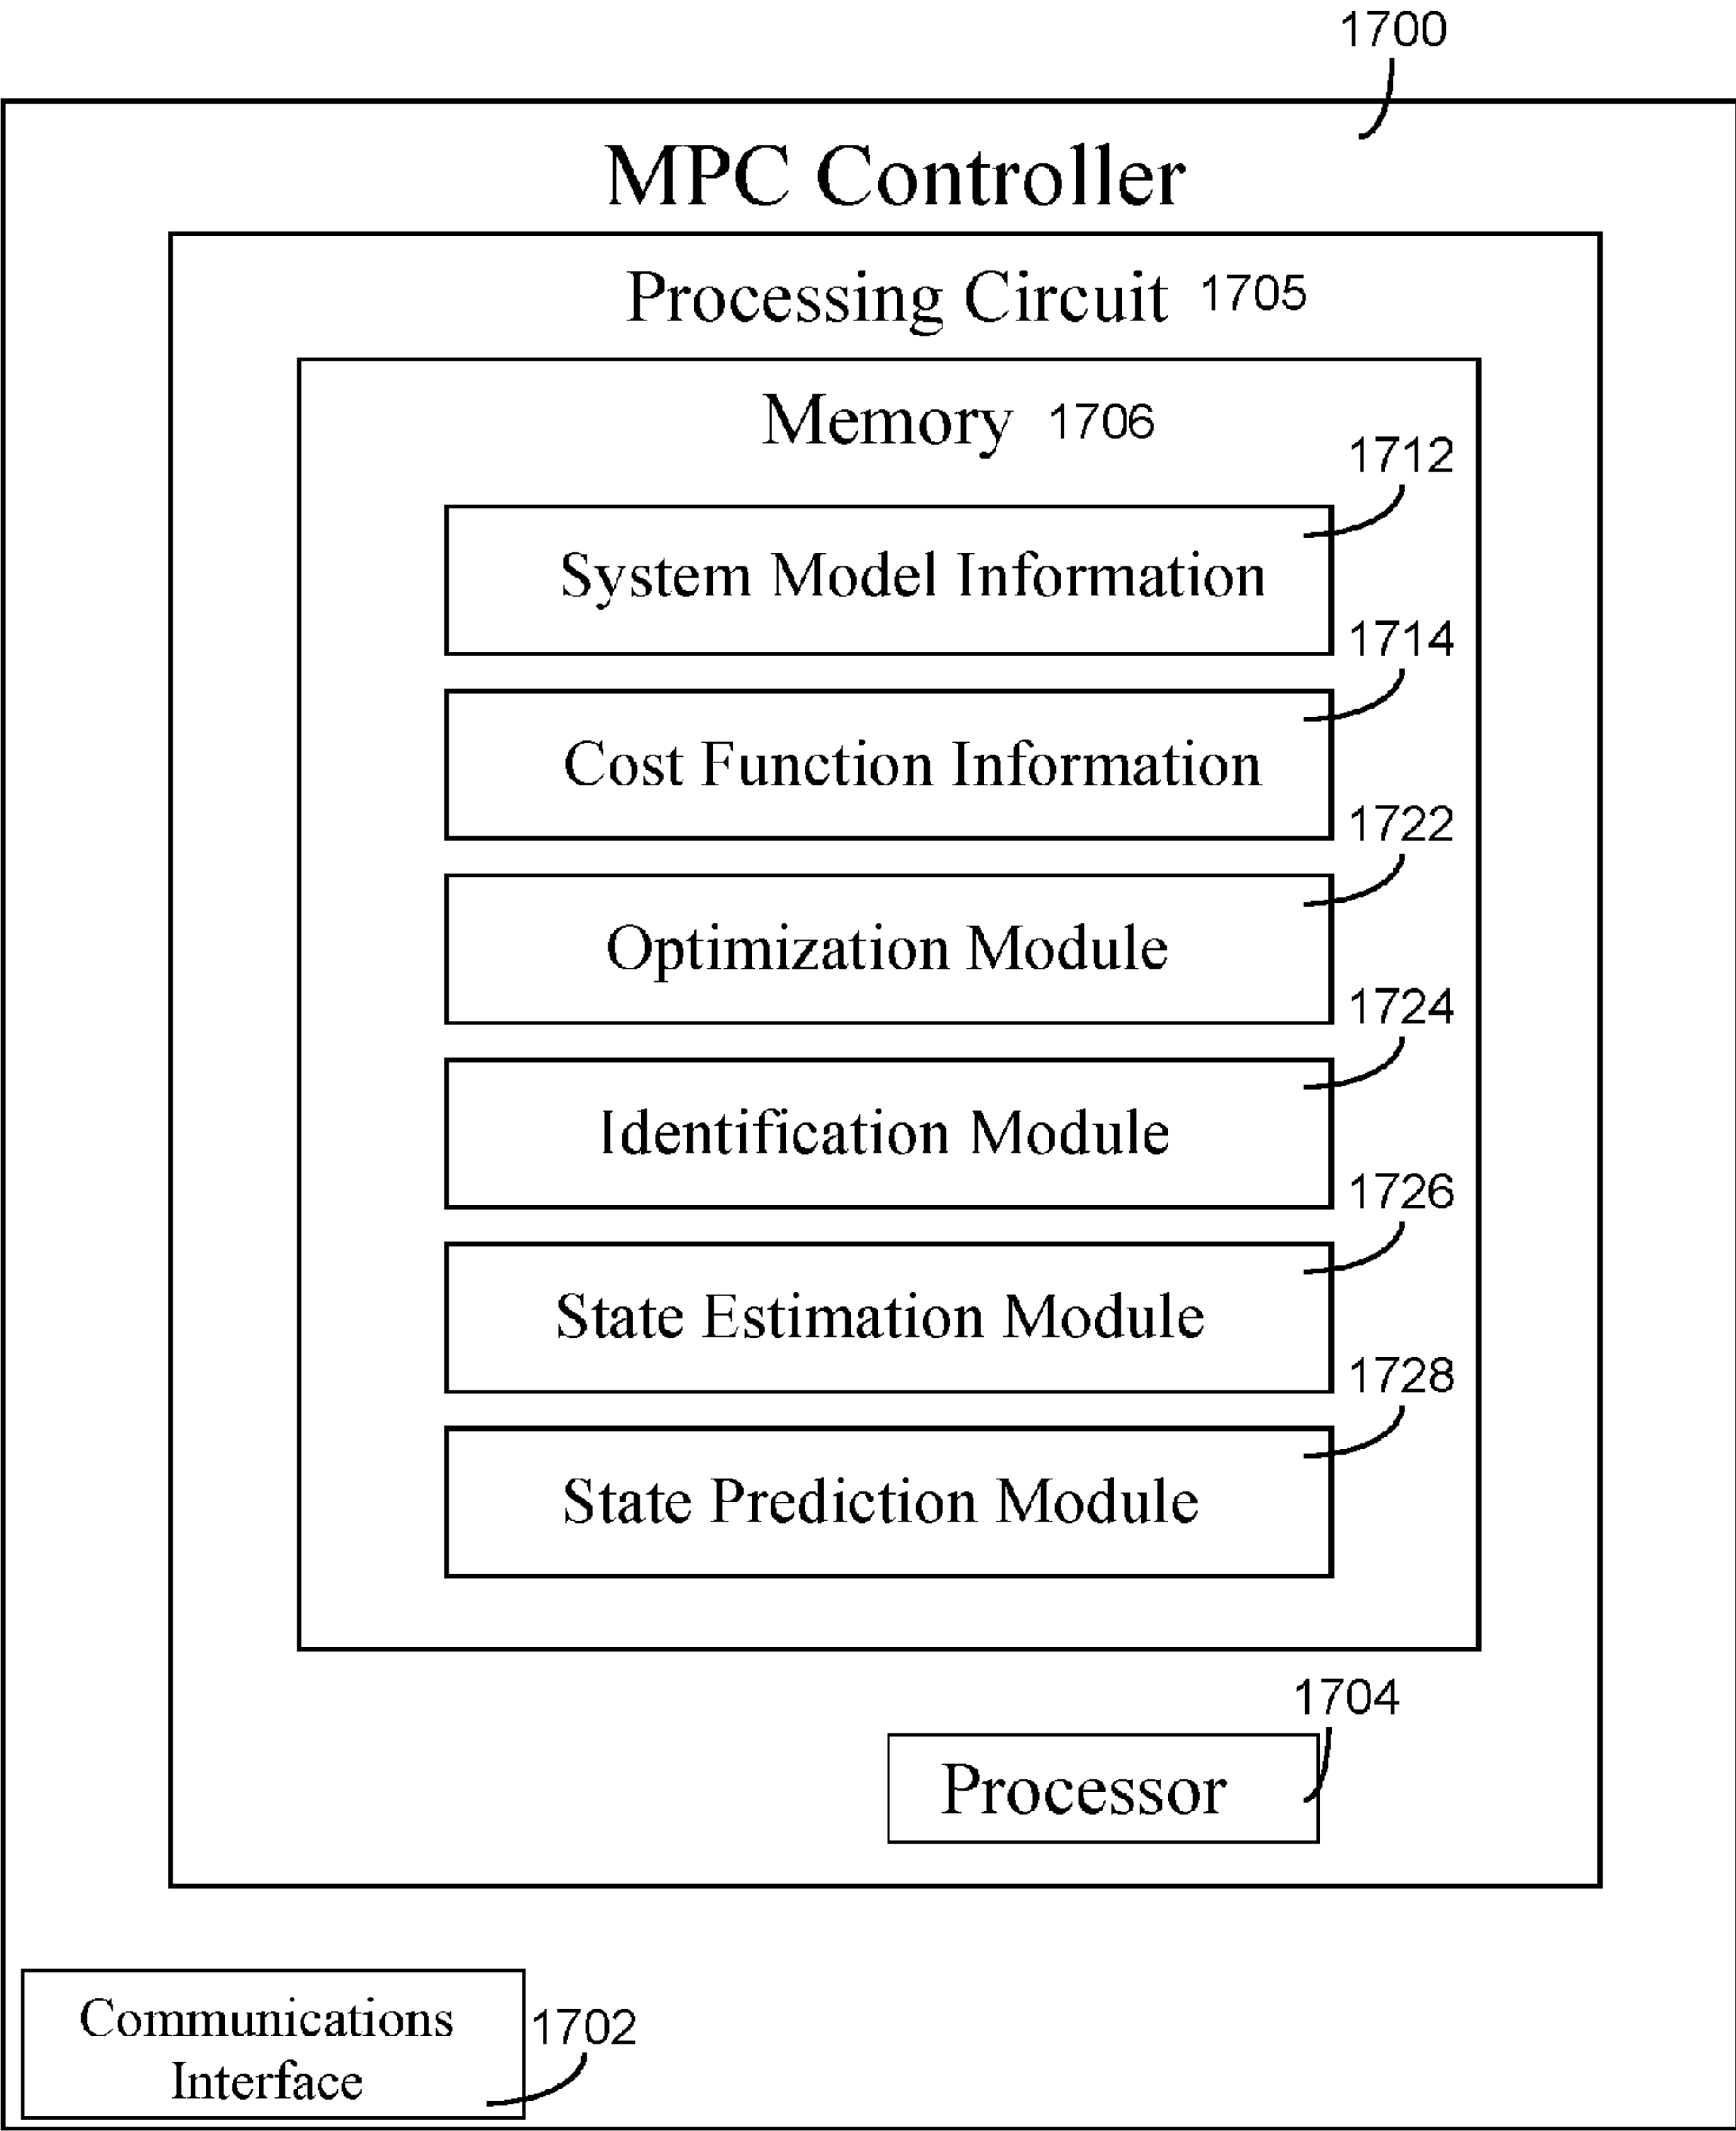 1700
MPC Controller
Processing Circuit 1705
Memory 1706
1712
System Model Information
1714
Cost Function Information
1722
Optimization Module
1724
Identification Module
1726
State Estimation Module
1728
State Prediction Module
1704
Processor
Communications
Interface
1702